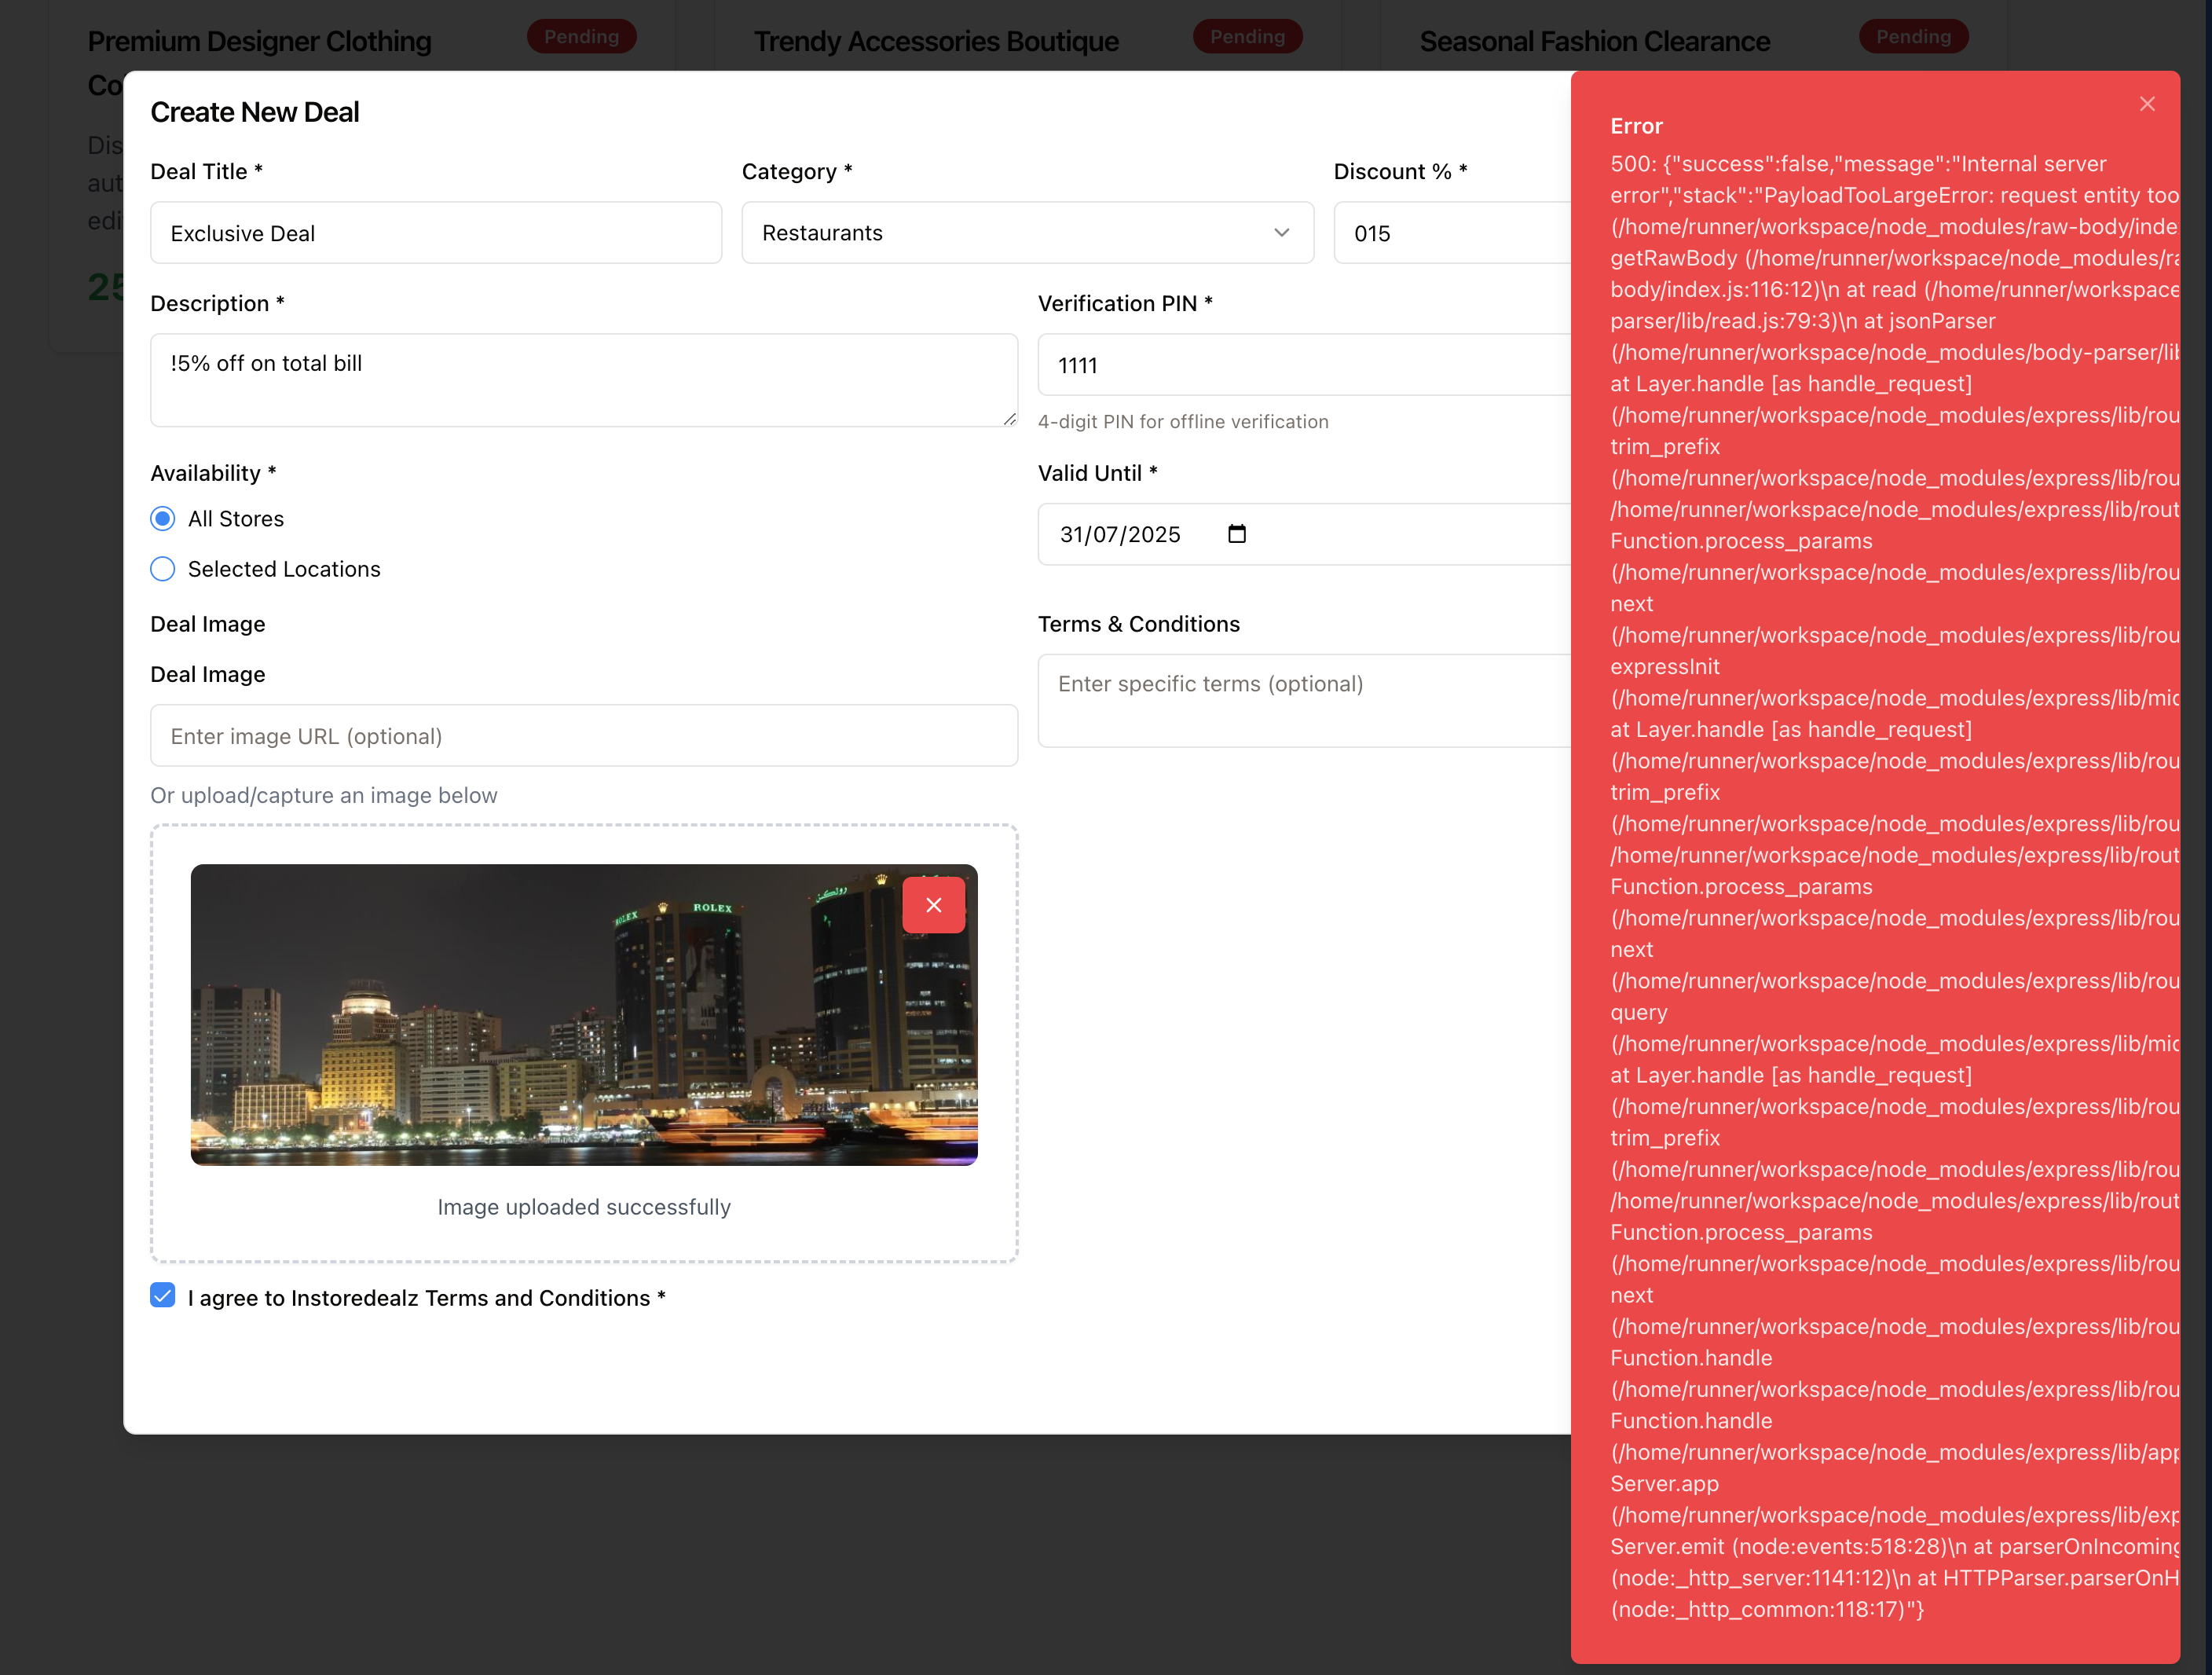 Premium Designer Clothing
Co
Pending
Trendy Accessories Boutique
Pending
Seasonal Fashion Clearance
Pending
Dis
aut
edi
25
Create New Deal
Deal Title *
Category *
Discount % *
Exclusive Deal
Restaurants
015
Description *
Verification PIN *
!5% off on total bill
1111
4-digit PIN for offline verification
Availability *
Valid Until *
All Stores
31/07/2025
Selected Locations
Deal Image
Terms & Conditions
Deal Image
Enter specific terms (optional)
Enter image URL (optional)
Or upload/capture an image below
ROLEX
ROLEX
Image uploaded successfully
I agree to Instoredealz Terms and Conditions *
Error
500: {"success":false,"message":"Internal server
error","stack":"PayloadTooLargeError: request entity too
(/home/runner/workspace/node_modules/raw-body/inde
getRawBody (/home/runner/workspace/node_modules/ra
body/index.js:116:12)\n at read (/home/runner/workspace
parser/lib/read.js:79:3)\n at jsonParser
(/home/runner/workspace/node_modules/body-parser/lib
at Layer.handle [as handle_request]
(/home/runner/workspace/node_modules/express/lib/rou
trim_prefix
(/home/runner/workspace/node_modules/express/lib/rou
/home/runner/workspace/node_modules/express/lib/rout
Function.process_params
(/home/runner/workspace/node_modules/express/lib/rou
next
(/home/runner/workspace/node_modules/express/lib/rou
expressInit
(/home/runner/workspace/node_modules/express/lib/mic
at Layer.handle [as handle_request]
(/home/runner/workspace/node_modules/express/lib/rou
trim_prefix
(/home/runner/workspace/node_modules/express/lib/rou
/home/runner/workspace/node_modules/express/lib/rout
Function.process_params
(/home/runner/workspace/node_modules/express/lib/rou
next
(/home/runner/workspace/node_modules/express/lib/rou
query
(/home/runner/workspace/node_modules/express/lib/mic
at Layer.handle [as handle_request]
(/home/runner/workspace/node_modules/express/lib/rou
trim_prefix
(/home/runner/workspace/node_modules/express/lib/rou
/home/runner/workspace/node_modules/express/lib/rout
Function.process_params
(/home/runner/workspace/node_modules/express/lib/rou
next
(/home/runner/workspace/node_modules/express/lib/rou
Function.handle
(/home/runner/workspace/node_modules/express/lib/rou
Function.handle
(/home/runner/workspace/node_modules/express/lib/app
Server.app
(/home/runner/workspace/node_modules/express/lib/exp
Server.emit (node:events:518:28)\n at parserOnIncoming
(node:_http_server:1141:12)\n at HTTPParser.parserOnH
(node:_http_common:118:17)"}